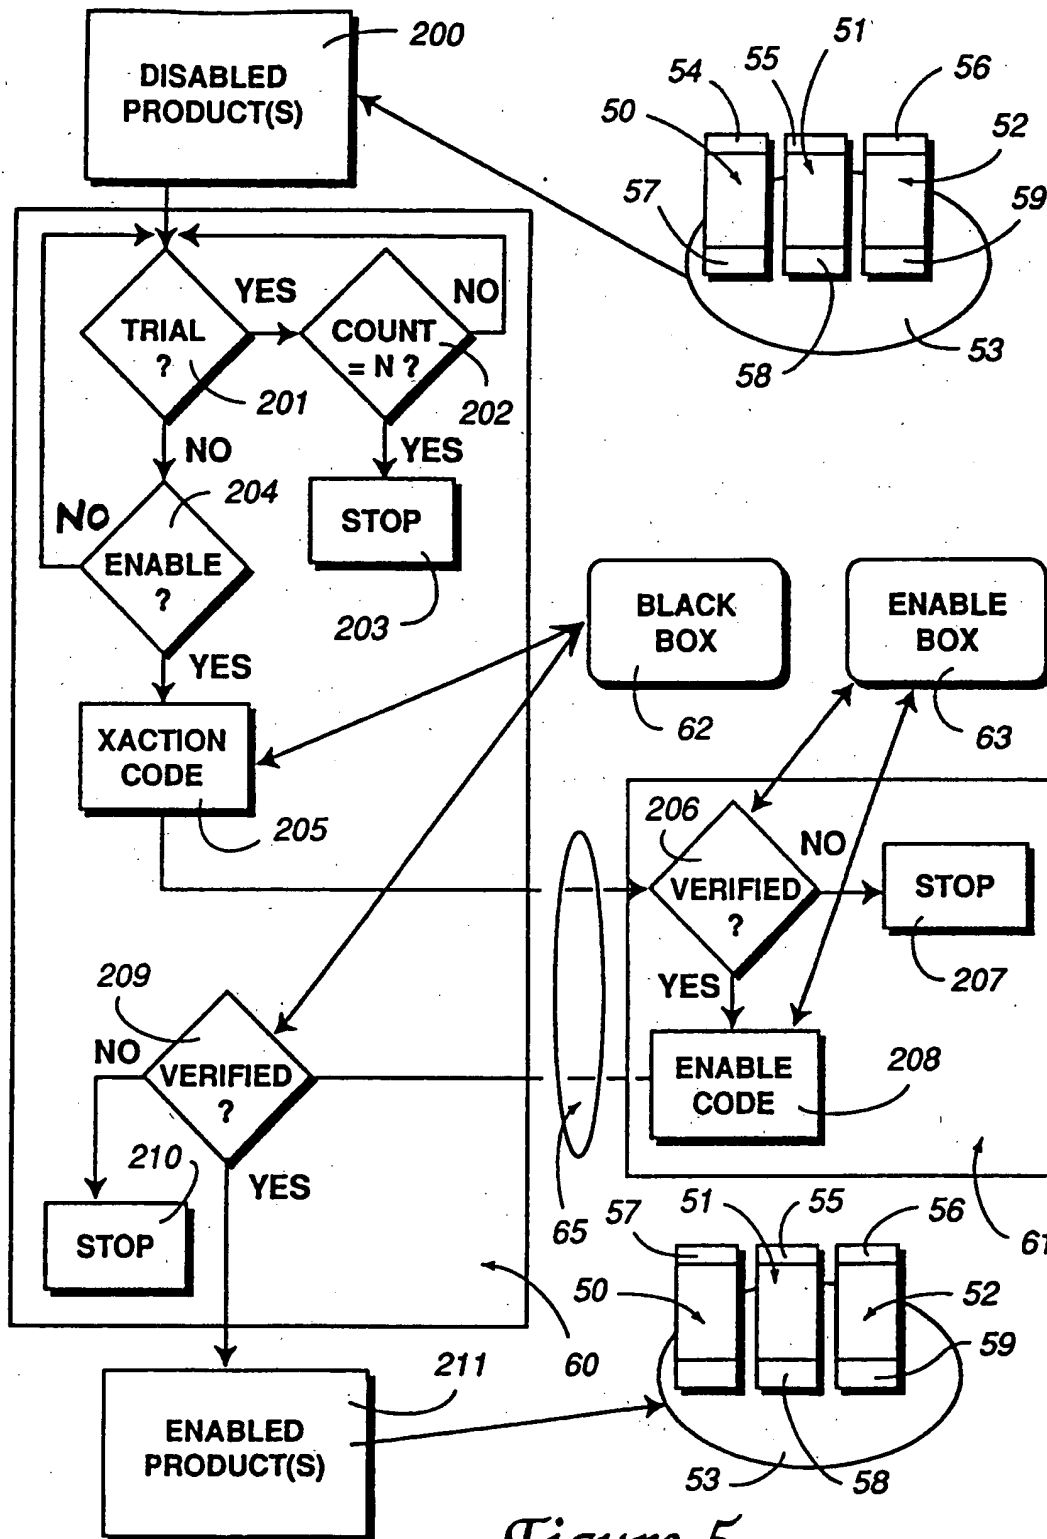 200
DISABLED
PRODUCT(S)
51
55
54
56
50
52
57
59
53
58
YES
NO
TRIAL
?
COUNT
= N ?
201
202
NO
YES
204
NO
STOP
ENABLE
?
203
BLACK
BOX
ENABLE
BOX
YES
62
63
XACTION
CODE
205
206
NO
VERIFIED
?
STOP
207
YES
209
NO
VERIFIED
?
ENABLE
CODE
208
210
YES
STOP
65
61
57
51
55
56
50
52
59
60
211
ENABLED
PRODUCT(S)
53
58
Figure 5